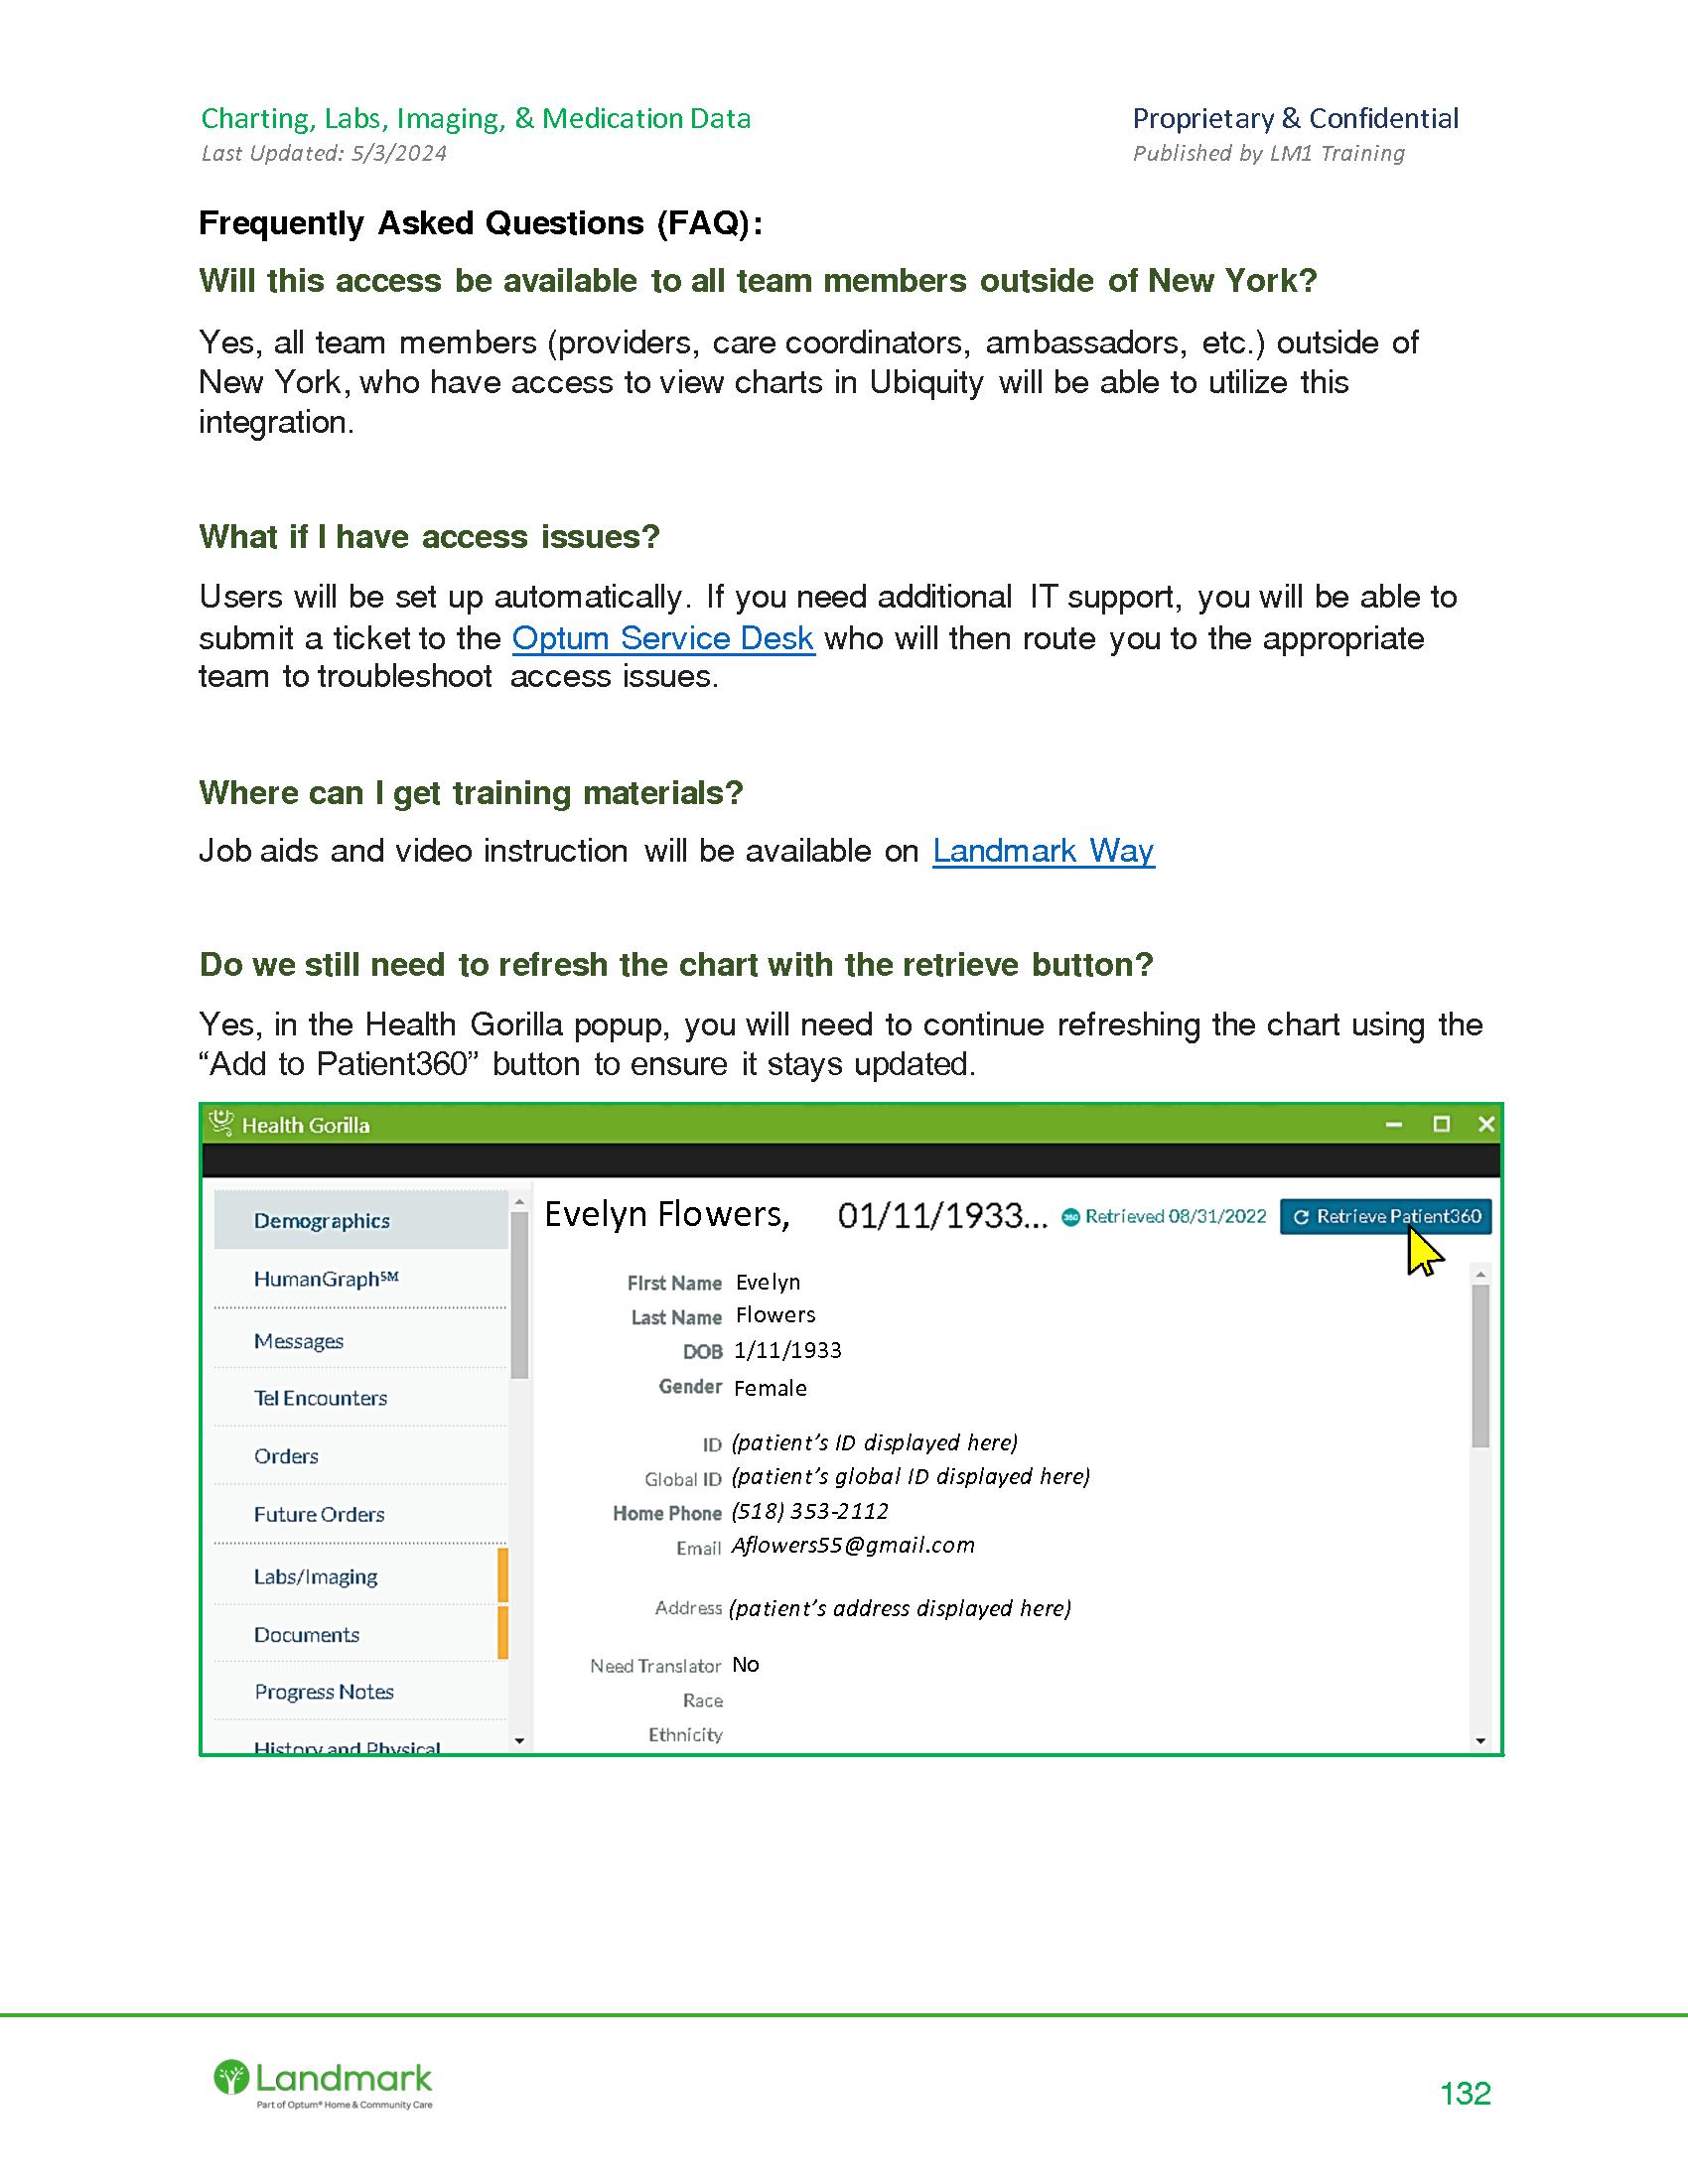 Charting, Labs, Imaging, & Medication Data
Proprietary & Confidential
Last Updated: 5/3/2024
Published by LM1 Training
Frequently Asked Questions (FAQ):
Will this access be available to all team members outside of New York?
Yes, all team members (providers, care coordinators, ambassadors, etc.) outside of
New York, who have access to view charts in Ubiquity will be able to utilize this
integration.
What if I have access issues?
Users will be set up automatically. If you need additional IT support, you will be able to
submit a ticket to the Optum Service Desk who will then route you to the appropriate
team to troubleshoot access issues.
Where can I get training materials?
Job aids and video instruction will be available on Landmark Way
Do we still need to refresh the chart with the retrieve button?
Yes, in the Health Gorilla popup, you will need to continue refreshing the chart using the
“Add to Patient360” button to ensure it stays updated.
Health Gorilla
Demographics
HumanGraph℠
Messages
Tel Encounters
Orders
Future Orders
Labs/Imaging
Documents
Progress Notes
History and Physical
Evelyn Flowers, 01/11/1933... 360 Retrieved 08/31/2022 Retrieve Patient360
First Name Evelyn
Last Name Flowers
DOB 1/11/1933
Gender Female
ID (patient’s ID displayed here)
Global ID (patient’s global ID displayed here)
Home Phone (518) 353-2112
Email Aflowers55@gmail.com
Address (patient’s address displayed here)
Need Translator No
Race
Ethnicity
Landmark
Part of Optum® Home & Community Care
132